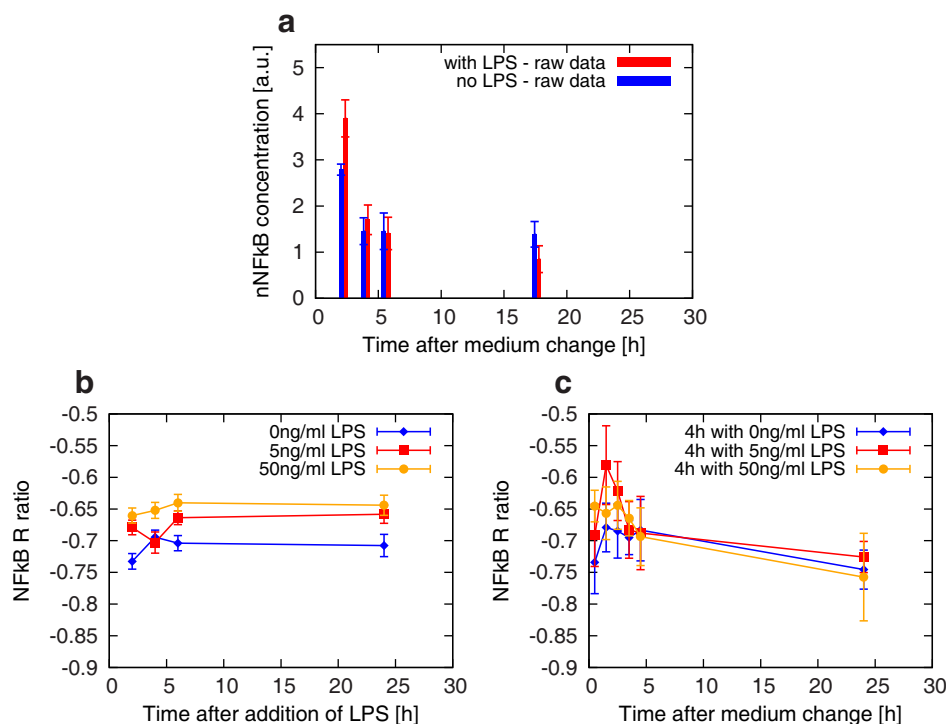 a
nNFkB concentration [a.u.]
5
4
3
2
1
0
with LPS - raw data
no LPS - raw data
0 5 10 15 20 25 30
Time after medium change [h]
b
NFkB R ratio
-0.5
-0.55
-0.6
-0.65
-0.7
-0.75
-0.8
-0.85
-0.9
0ng/ml LPS
5ng/ml LPS
50ng/ml LPS
0 5 10 15 20 25 30
Time after addition of LPS [h]
c
NFkB R ratio
-0.5
-0.55
-0.6
-0.65
-0.7
-0.75
-0.8
-0.85
-0.9
4h with 0ng/ml LPS
4h with 5ng/ml LPS
4h with 50ng/ml LPS
0 5 10 15 20 25 30
Time after medium change [h]